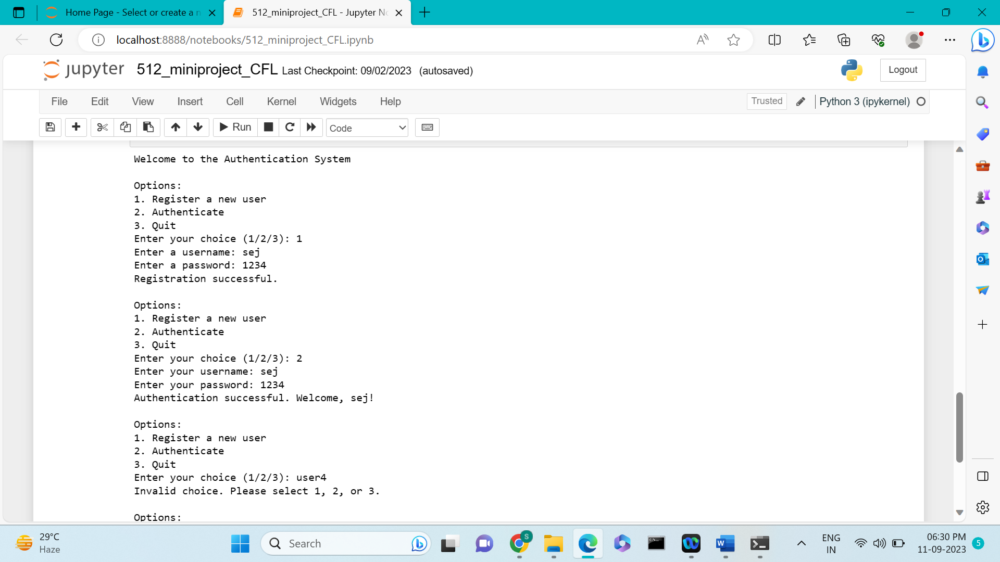 Home Page - Select or create a n
512_miniproject_CFL - Jupyter No
localhost:8888/notebooks/512_miniproject_CFL.ipynb
jupyter 512_miniproject_CFL Last Checkpoint: 09/02/2023 (autosaved)
Logout
File Edit View Insert Cell Kernel Widgets Help
Trusted Python 3 (ipykernel)
Run Code
Welcome to the Authentication System
Options:
1. Register a new user
2. Authenticate
3. Quit
Enter your choice (1/2/3): 1
Enter a username: sej
Enter a password: 1234
Registration successful.
Options:
1. Register a new user
2. Authenticate
3. Quit
Enter your choice (1/2/3): 2
Enter your username: sej
Enter your password: 1234
Authentication successful. Welcome, sej!
Options:
1. Register a new user
2. Authenticate
3. Quit
Enter your choice (1/2/3): user4
Invalid choice. Please select 1, 2, or 3.
Options:
29°C
Haze
Search
S
ENG
IN
06:30 PM
11-09-2023
5